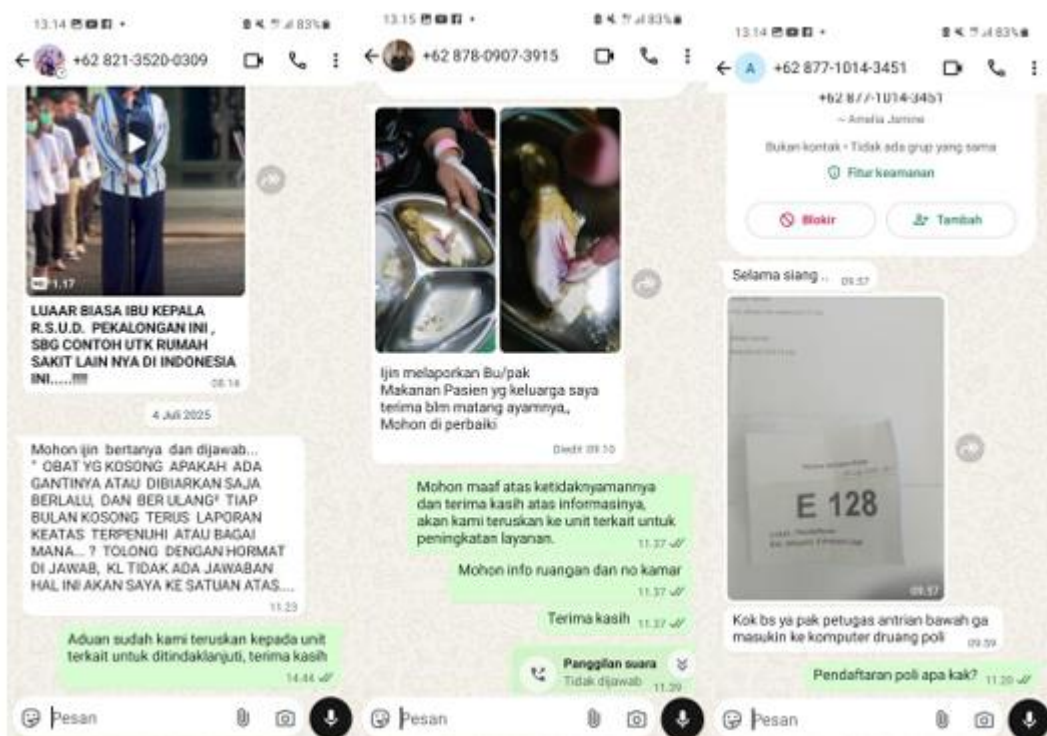 13.14
83%
+62 821-3520-0309
HD 1.17
LUAAR BIASA IBU KEPALA
R.S.U.D. PEKALONGAN INI ,
SBG CONTOH UTK RUMAH
SAKIT LAIN NYA DI INDONESIA
INI.....!!!!
08.14
4 Juli 2025
Mohon ijin bertanya dan dijawab...
" OBAT YG KOSONG APAKAH ADA
GANTINYA ATAU DIBIARKAN SAJA
BERLALU, DAN BER ULANG² TIAP
BULAN KOSONG TERUS LAPORAN
KEATAS TERPENUHI ATAU BAGAI
MANA... ? TOLONG DENGAN HORMAT
DI JAWAB, KL TIDAK ADA JAWABAN
HAL INI AKAN SAYA KE SATUAN ATAS....
11.23
Aduan sudah kami teruskan kepada unit
terkait untuk ditindaklanjuti, terima kasih
14.44
Pesan
13.15
83%
+62 878-0907-3915
Ijin melaporkan Bu/pak
Makanan Pasien yg keluarga saya
terima blm matang ayamnya,,
Mohon di perbaiki
Diedit 09.10
Mohon maaf atas ketidaknyamannya
dan terima kasih atas informasinya,
akan kami teruskan ke unit terkait untuk
peningkatan layanan.
11.37
Mohon info ruangan dan no kamar
11.37
Terima kasih 11.37
Panggilan suara
Tidak dijawab 11.39
Pesan
13.14
83%
A +62 877-1014-3451
+62 877-1014-3451
~ Amelia Jamine
Bukan kontak • Tidak ada grup yang sama
Fitur keamanan
Blokir
Tambah
Selama siang .. 09.57
E 128
09.57
Kok bs ya pak petugas antrian bawah ga
masukin ke komputer druang poli 09.59
Pendaftaran poli apa kak? 11.20
Pesan